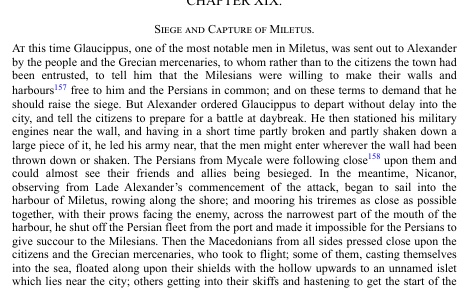 CHAPTER XIX.
SIEGE AND CAPTURE OF MILETUS.
AT this time Glaucippus, one of the most notable men in Miletus, was sent out to Alexander
by the people and the Grecian mercenaries, to whom rather than to the citizens the town had
been entrusted, to tell him that the Milesians were willing to make their walls and
harbours157 free to him and the Persians in common; and on these terms to demand that he
should raise the siege. But Alexander ordered Glaucippus to depart without delay into the
city, and tell the citizens to prepare for a battle at daybreak. He then stationed his military
engines near the wall, and having in a short time partly broken and partly shaken down a
large piece of it, he led his army near, that the men might enter wherever the wall had been
thrown down or shaken. The Persians from Mycale were following close158 upon them and
could almost see their friends and allies being besieged. In the meantime, Nicanor,
observing from Lade Alexander's commencement of the attack, began to sail into the
harbour of Miletus, rowing along the shore; and mooring his triremes as close as possible
together, with their prows facing the enemy, across the narrowest part of the mouth of the
harbour, he shut off the Persian fleet from the port and made it impossible for the Persians to
give succour to the Milesians. Then the Macedonians from all sides pressed close upon the
citizens and the Grecian mercenaries, who took to flight; some of them, casting themselves
into the sea, floated along upon their shields with the hollow upwards to an unnamed islet
which lies near the city; others getting into their skiffs and hastening to get the start of the